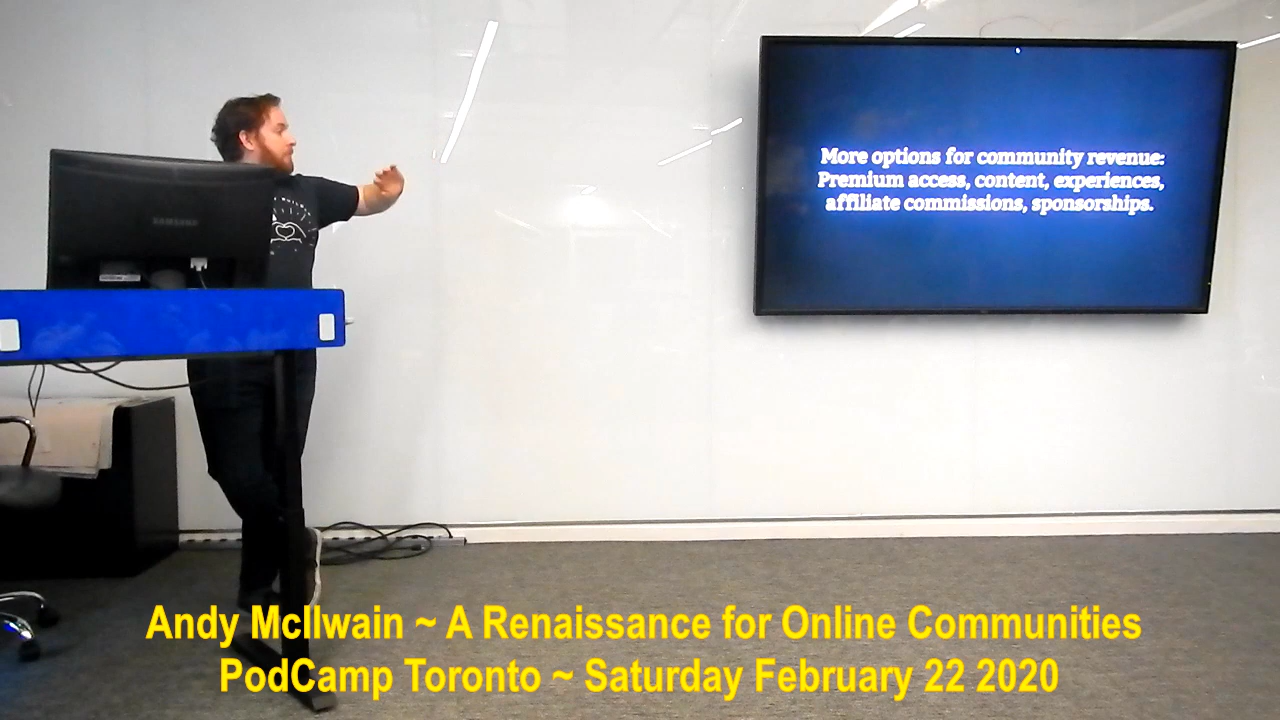 More options for community revenue:
Premium access, content, experiences,
affiliate commissions, sponsorships.
SAMSUNG
Andy McIlwain ~ A Renaissance for Online Communities
PodCamp Toronto ~ Saturday February 22 2020